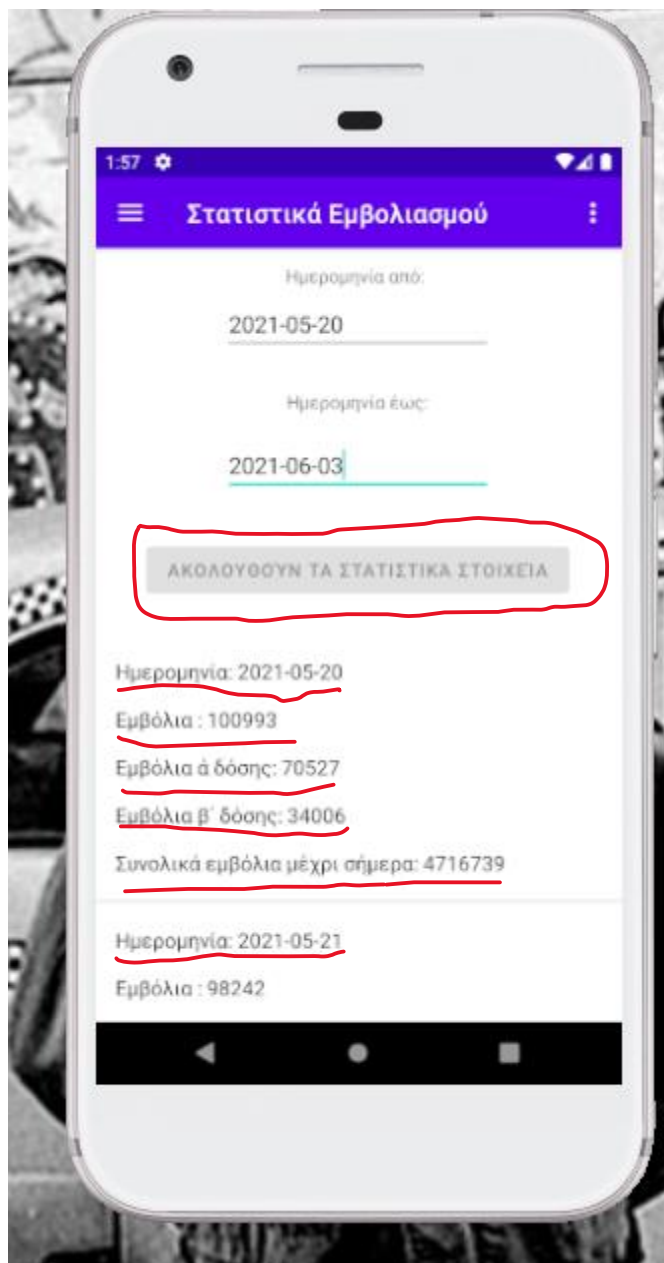 1:57
Στατιστικά Εμβολιασμού
Ημερομηνία από:
2021-05-20
Ημερομηνία έως:
2021-06-03
ΑΚΟΛΟΥΘΟΥΝ ΤΑ ΣΤΑΤΙΣΤΙΚΑ ΣΤΟΙΧΕΙΑ
Ημερομηνία: 2021-05-20
Εμβόλια : 100993
Εμβόλια ά δόσης: 70527
Εμβόλια β΄ δόσης: 34006
Συνολικά εμβόλια μέχρι σήμερα: 4716739
Ημερομηνία: 2021-05-21
Εμβόλια : 98242